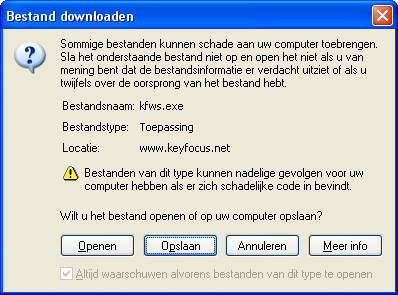 Bestand downloaden
Sommige bestanden kunnen schade aan uw computer toebrengen.
Sla het onderstaande bestand niet op en open het niet als u van
mening bent dat de bestandsinformatie er verdacht uitziet of als u
twijfels over de oorsprong van het bestand hebt.
Bestandsnaam: kfws.exe
Bestandstype: Toepassing
Locatie: www.keyfocus.net
Bestanden van dit type kunnen nadelige gevolgen voor uw
computer hebben als er zich schadelijke code in bevindt.
Wilt u het bestand openen of op uw computer opslaan?
Openen Opslaan Annuleren Meer info
Altijd waarschuwen alvorens bestanden van dit type te openen